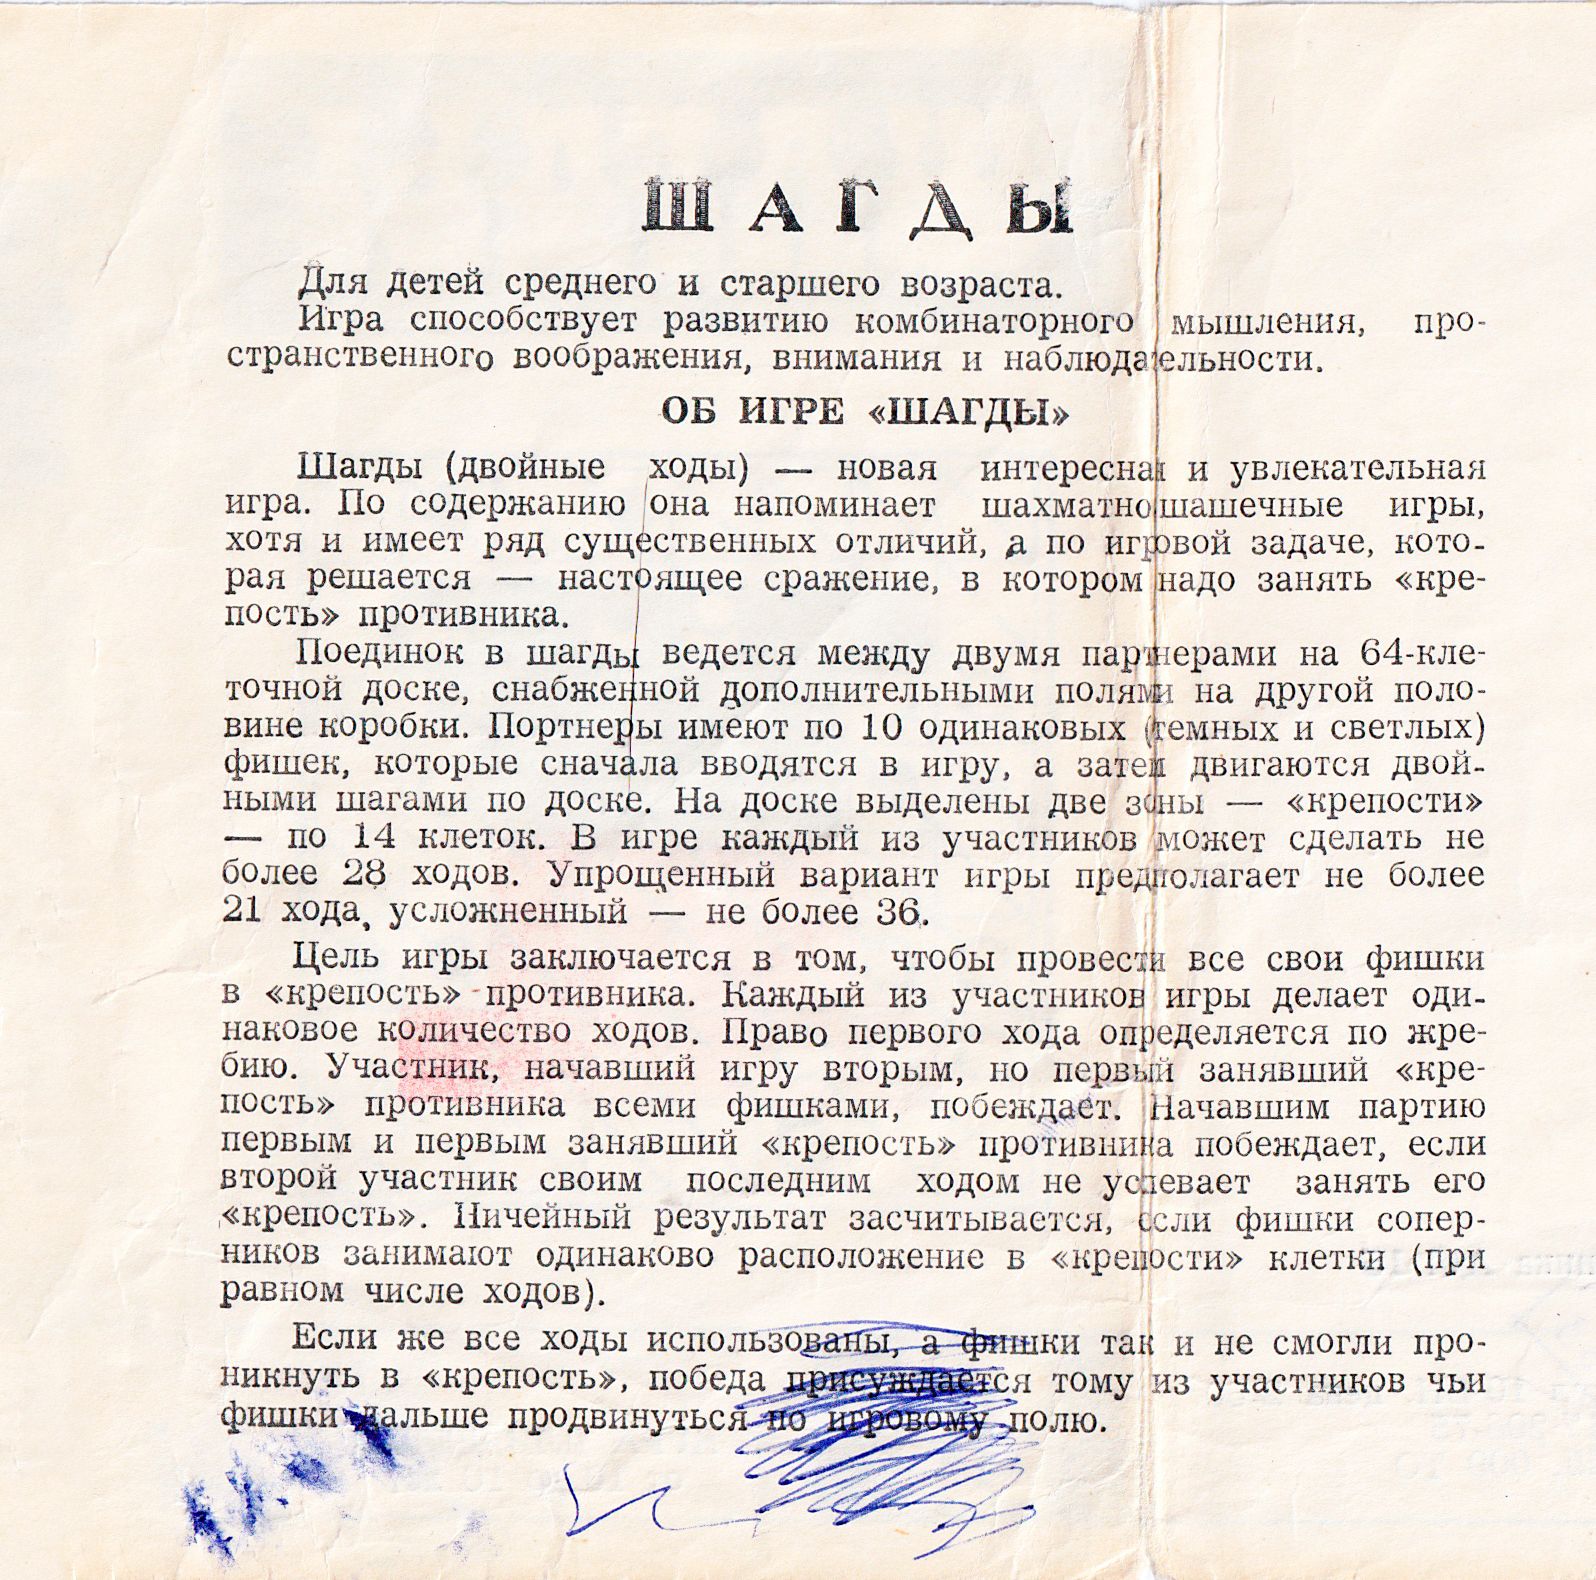 ШАГДЫ
Для детей среднего и старшего возраста.
Игра способствует развитию комбинаторного мышления, про-
странственного воображения, внимания и наблюдательности.
ОБ ИГРЕ «ШАГДЫ»
Шагды (двойные ходы) — новая интересная и увлекательная
игра. По содержанию она напоминает шахматно-шашечные игры,
хотя и имеет ряд существенных отличий, а по игровой задаче, кото-
рая решается — настоящее сражение, в котором надо занять «кре-
пость» противника.
Поединок в шагды ведется между двумя партнерами на 64-кле-
точной доске, снабженной дополнительными полями на другой поло-
вине коробки. Портнеры имеют по 10 одинаковых (темных и светлых)
фишек, которые сначала вводятся в игру, а затем двигаются двой-
ными шагами по доске. На доске выделены две зоны — «крепости»
— по 14 клеток. В игре каждый из участников может сделать не
более 28 ходов. Упрощенный вариант игры предполагает не более
21 хода, усложненный — не более 36.
Цель игры заключается в том, чтобы провести все свои фишки
в «крепость» противника. Каждый из участников игры делает оди-
наковое количество ходов. Право первого хода определяется по жре-
бию. Участник, начавший игру вторым, но первый занявший «кре-
пость» противника всеми фишками, побеждает. Начавшим партию
первым и первым занявший «крепость» противника побеждает, если
второй участник своим последним ходом не успевает занять его
«крепость». Ничейный результат засчитывается, если фишки сопер-
ников занимают одинаково расположение в «крепости» клетки (при
равном числе ходов).
Если же все ходы использованы, а фишки так и не смогли про-
никнуть в «крепость», победа присуждается тому из участников чьи
фишки дальше продвинуться по игровому полю.